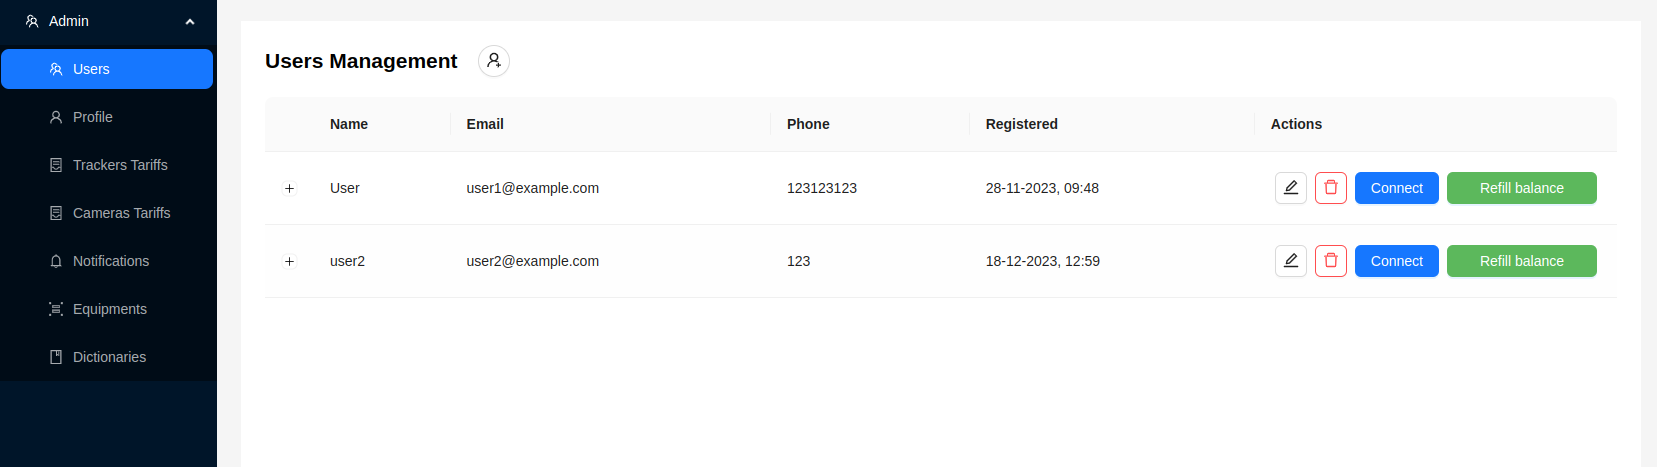 Admin
Users
Profile
Trackers Tariffs
Cameras Tariffs
Notifications
Equipments
Dictionaries
Users Management
Name Email Phone Registered Actions
User user1@example.com 123123123 28-11-2023, 09:48 Connect Refill balance
user2 user2@example.com 123 18-12-2023, 12:59 Connect Refill balance